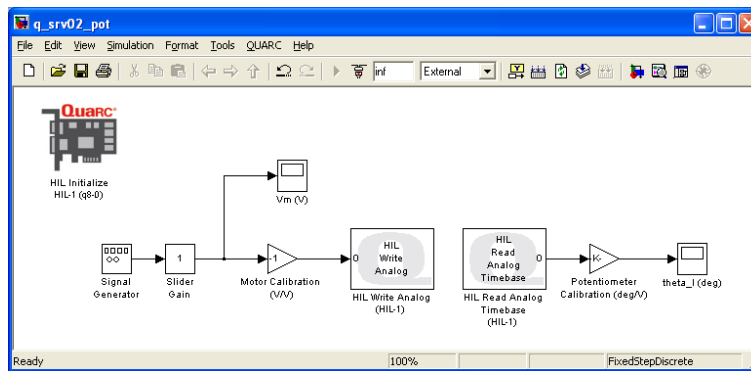 q_srv02_pot
File Edit View Simulation Format Tools QUARC Help
inf External
QUARC
HIL Initialize
HIL-1 (q8-0)
Vm (V)
Signal
Generator
1
Slider
Gain
-1
Motor Calibration
(V/V)
0
HIL
Write
Analog
HIL Write Analog
(HIL-1)
HIL
Read
Analog
Timebase
0
HIL Read Analog
Timebase
(HIL-1)
K-
Potentiometer
Calibration (deg/V)
theta_l (deg)
Ready 100% FixedStepDiscrete